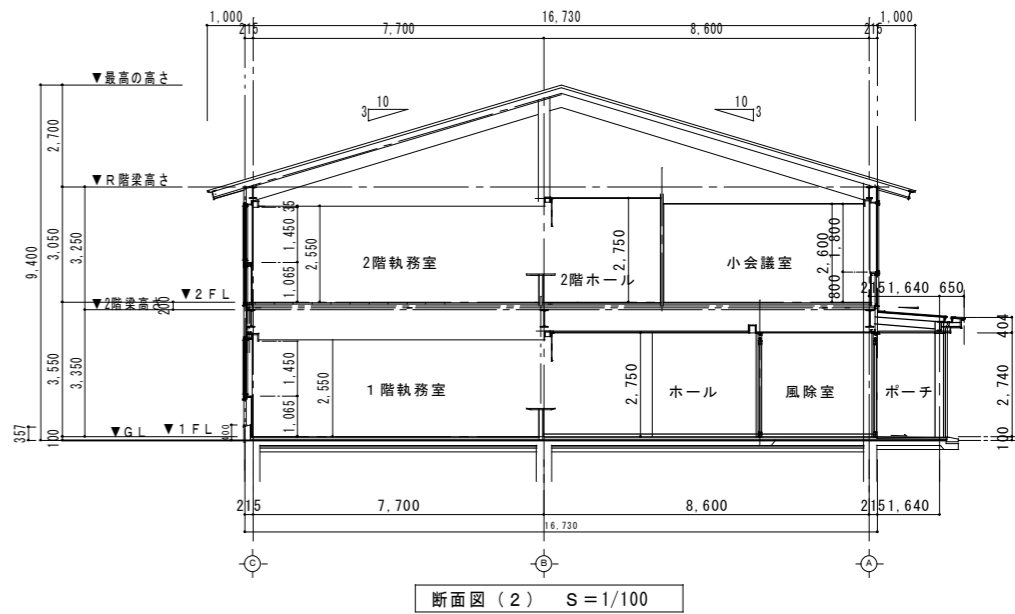 1,000 16,730 1,000
215 7,700 8,600 215
▼最高の高さ
10 3 10 3
2,700
▼R階梁高さ
9,400 3,050 3,250
35 1,450 1,065 2,550
2階執務室
2階ホール
2,750
小会議室
2,600 1,800 800
▼2FL
▼2階梁高さ
200
215 1,640 650
404
3,550 3,350
1,450 1,065 2,550
1階執務室
2,750
ホール
風除室
ポーチ
2,740
100
357 100
▼GL
▼1FL
400
215 7,700 8,600 215 1,640
16,730
C B A
断面図(2) S=1/100